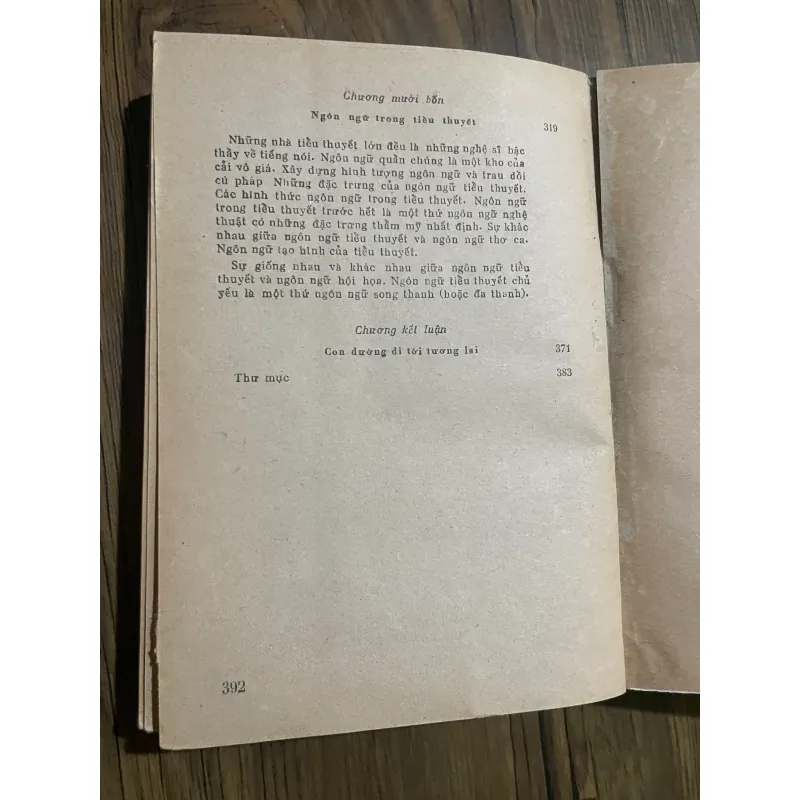 Chương mười bốn
Ngôn ngữ trong tiểu thuyết 319
Những nhà tiểu thuyết lớn đều là những nghệ sĩ bậc
thầy về tiếng nói. Ngôn ngữ quần chúng là một kho của
cải vô giá. Xây dựng hình tượng ngôn ngữ và trau dồi
cú pháp Những đặc trưng của ngôn ngữ tiểu thuyết.
Các hình thức ngôn ngữ trong tiểu thuyết. Ngôn ngữ
trong tiểu thuyết trước hết là một thứ ngôn ngữ nghệ
thuật có những đặc trưng thẩm mỹ nhất định. Sự khác
nhau giữa ngôn ngữ tiểu thuyết và ngôn ngữ thơ ca.
Ngôn ngữ tạo hình của tiểu thuyết.
Sự giống nhau và khác nhau giữa ngôn ngữ tiểu
thuyết và ngôn ngữ hội họa. Ngôn ngữ tiểu thuyết chủ
yếu là một thứ ngôn ngữ song thanh (hoặc đa thanh).
Chương kết luận
Con đường đi tới tương lai 371
Thư mục 383
392